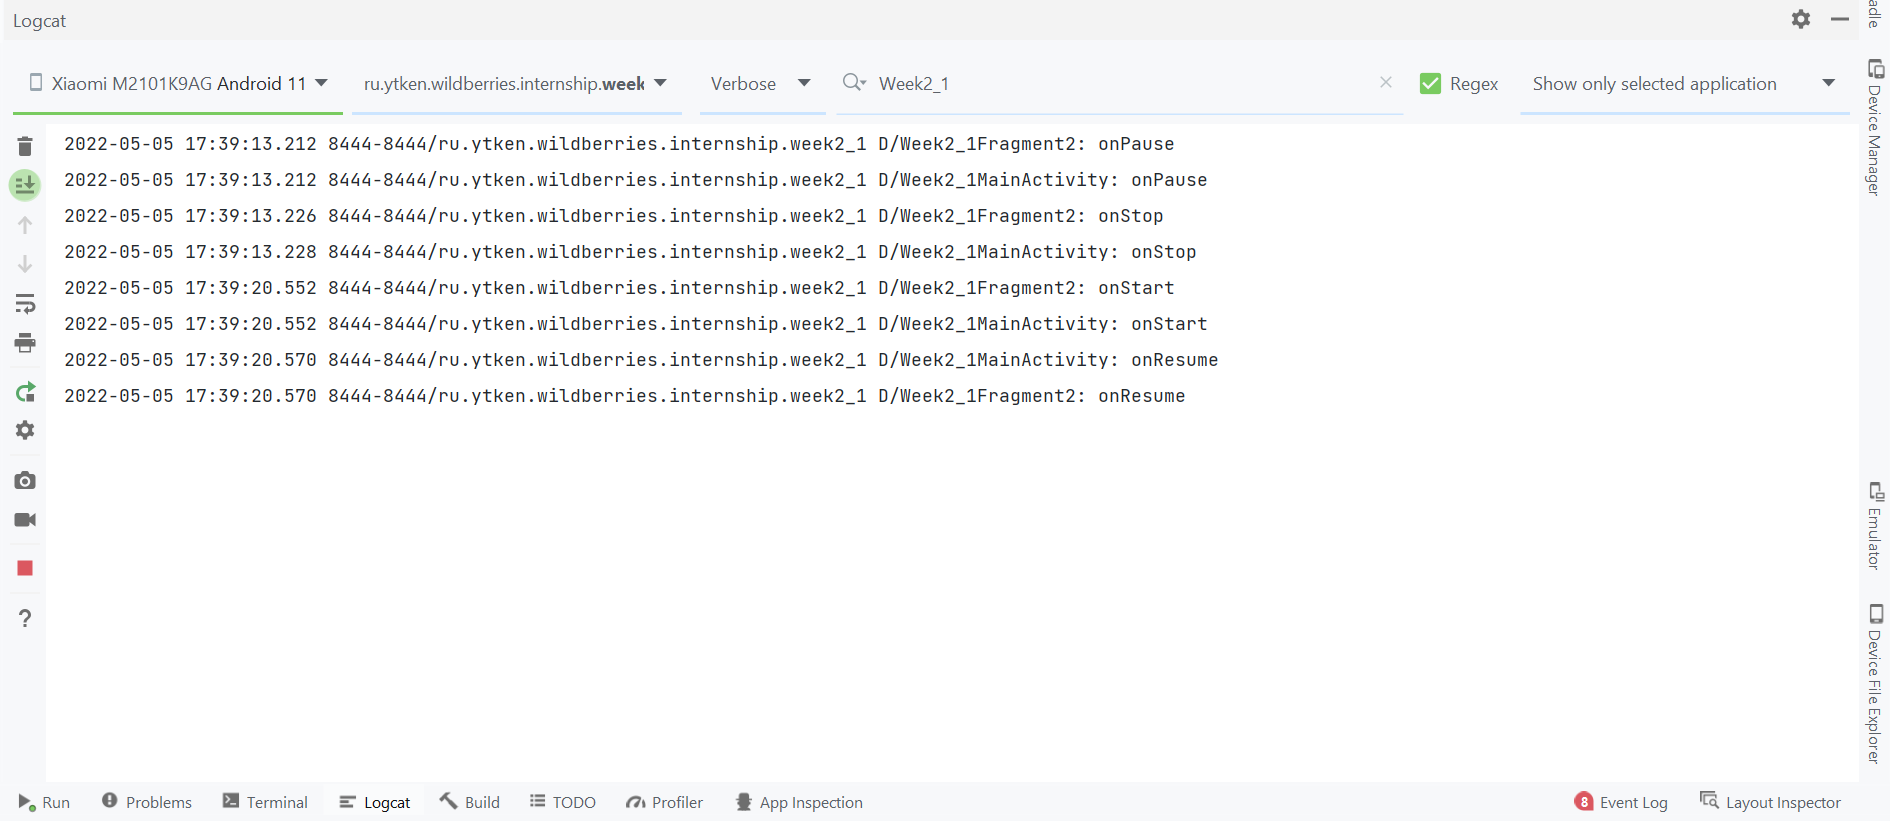 Logcat
Xiaomi M2101K9AG Android 11 ru.ytken.wildberries.internship.week Verbose Week2_1 Regex Show only selected application
2022-05-05 17:39:13.212 8444-8444/ru.ytken.wildberries.internship.week2_1 D/Week2_1Fragment2: onPause
2022-05-05 17:39:13.212 8444-8444/ru.ytken.wildberries.internship.week2_1 D/Week2_1MainActivity: onPause
2022-05-05 17:39:13.226 8444-8444/ru.ytken.wildberries.internship.week2_1 D/Week2_1Fragment2: onStop
2022-05-05 17:39:13.228 8444-8444/ru.ytken.wildberries.internship.week2_1 D/Week2_1MainActivity: onStop
2022-05-05 17:39:20.552 8444-8444/ru.ytken.wildberries.internship.week2_1 D/Week2_1Fragment2: onStart
2022-05-05 17:39:20.552 8444-8444/ru.ytken.wildberries.internship.week2_1 D/Week2_1MainActivity: onStart
2022-05-05 17:39:20.570 8444-8444/ru.ytken.wildberries.internship.week2_1 D/Week2_1MainActivity: onResume
2022-05-05 17:39:20.570 8444-8444/ru.ytken.wildberries.internship.week2_1 D/Week2_1Fragment2: onResume
adle
Device Manager
Emulator
Device File Explorer
Run Problems Terminal Logcat Build TODO Profiler App Inspection 8 Event Log Layout Inspector